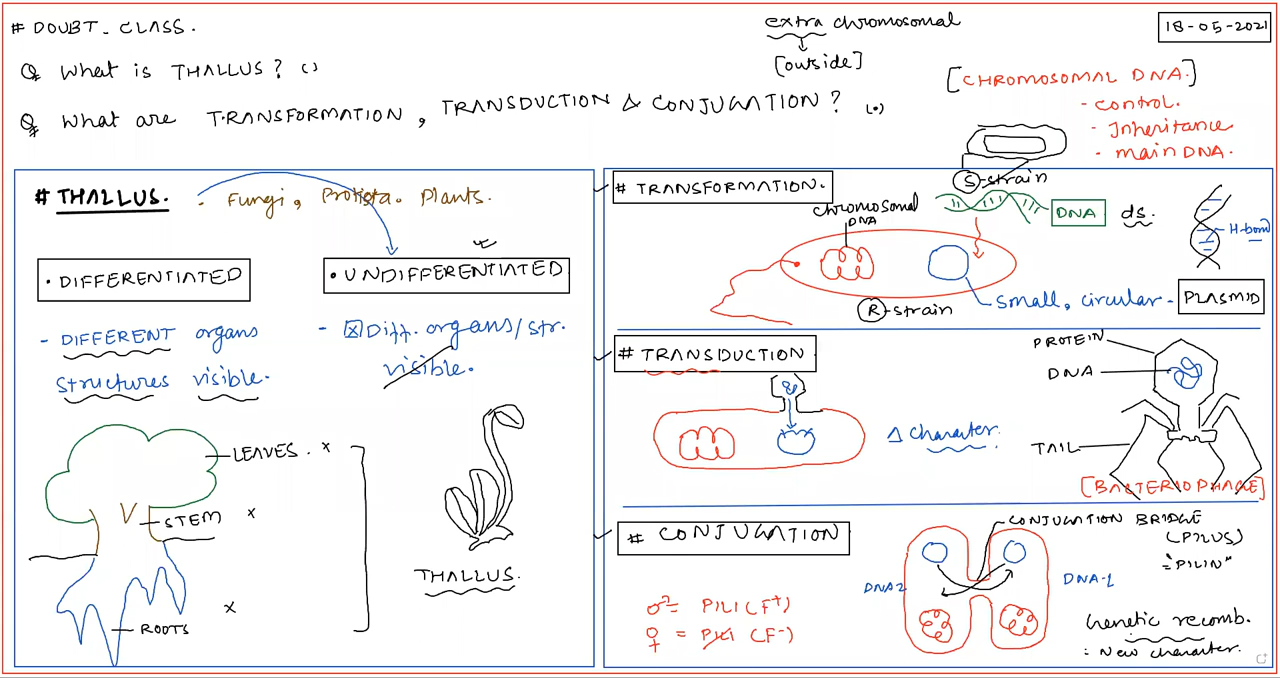 # DOUBT_CLASS.
extra chromosomal
[outside]
18-05-2021
Q What is THALLUS? ( )
Q What are TRANSFORMATION, TRANSDUCTION & CONJUGATION? (.)
[CHROMOSOMAL DNA.]
- control.
- Inheritance
- main DNA.
# THALLUS. - Fungi, Protista. Plants.
• DIFFERENTIATED
• UNDIFFERENTIATED
- DIFFERENT organs
structures visible.
- ☒ Diff. organs/str.
visible.
LEAVES. x
STEM x
ROOTS x
THALLUS.
# TRANSFORMATION.
S-strain
chromosomal
DNA
DNA ds.
H-bond
R-strain
small, circular - PLASMID
# TRANSDUCTION
Δ character.
PROTEIN
DNA
TAIL
[BACTERIOPHAGE]
# CONJUGATION
CONJUGATION BRIDGE
(PILUS)
"PILIN"
DNA2
DNA-1
♂ = PILI (F+)
♀ = PILI (F-)
Genetic recomb.
: New character.